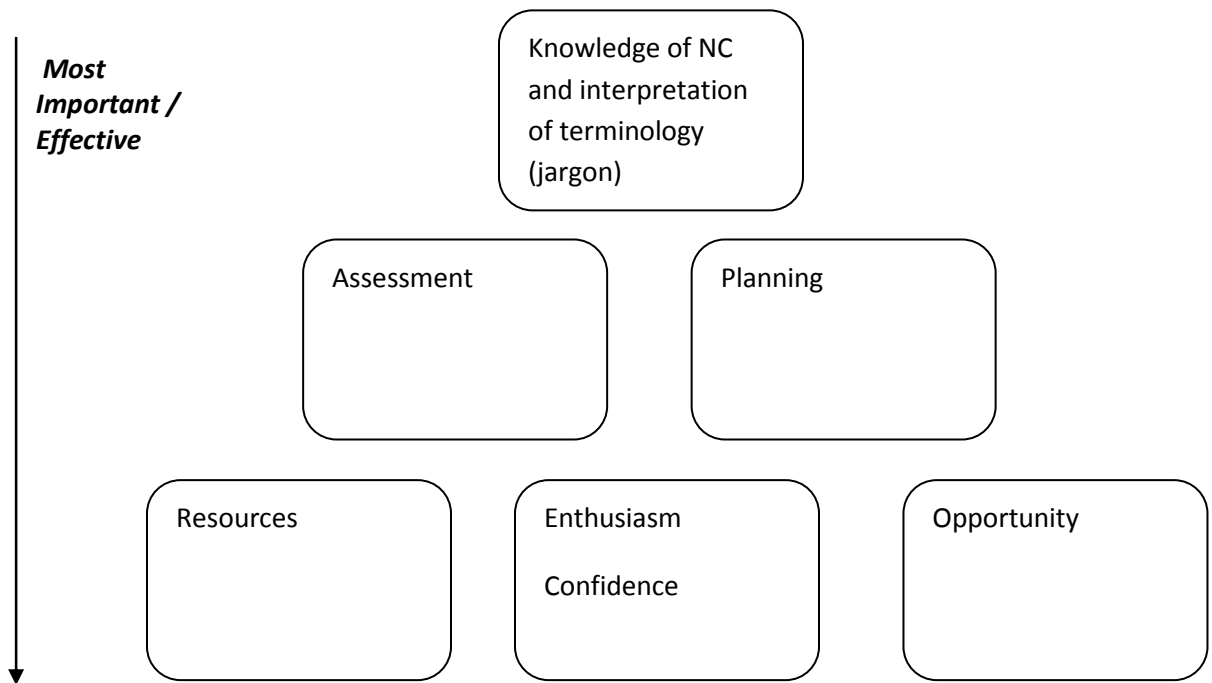 Most
Important /
Effective
Knowledge of NC
and interpretation
of terminology
(jargon)
Assessment
Planning
Resources
Enthusiasm
Confidence
Opportunity